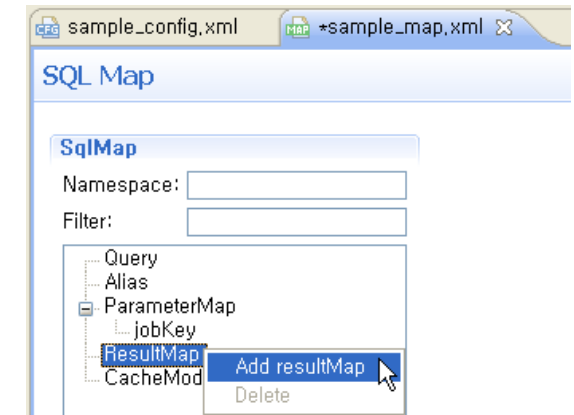 sample_config,xml *sample_map,xml
SQL Map
SqlMap
Namespace:
Filter:
Query
Alias
ParameterMap
jobKey
ResultMap Add resultMap
CacheMod Delete